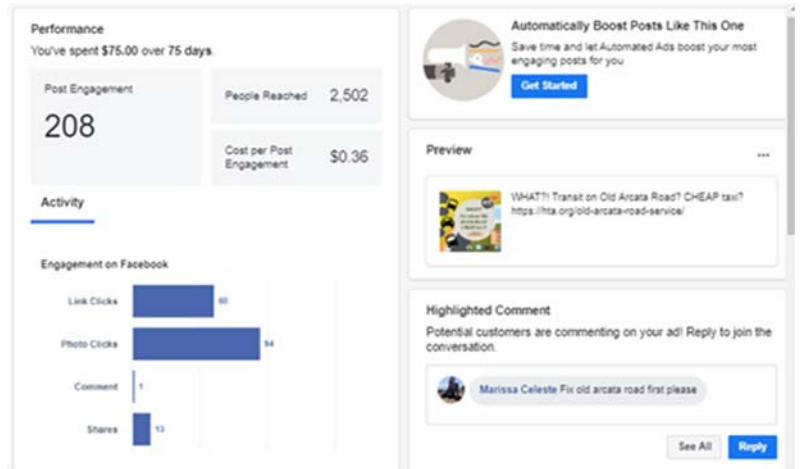 Performance
You've spent $75.00 over 75 days.
Post Engagement
208
People Reached 2,502
Cost per Post
Engagement
$0.36
Activity
Engagement on Facebook
Link Clicks 60
Photo Clicks 94
Comment 1
Shares 13
Automatically Boost Posts Like This One
Save time and let Automated Ads boost your most
engaging posts for you
Get Started
Preview
WHAT?! Transit on Old Arcata Road? CHEAP taxi?
https://hta.org/old-arcata-road-service/
WHAT?!
Highlighted Comment
Potential customers are commenting on your ad! Reply to join the
conversation.
Marissa Celeste Fix old arcata road first please
See All
Reply